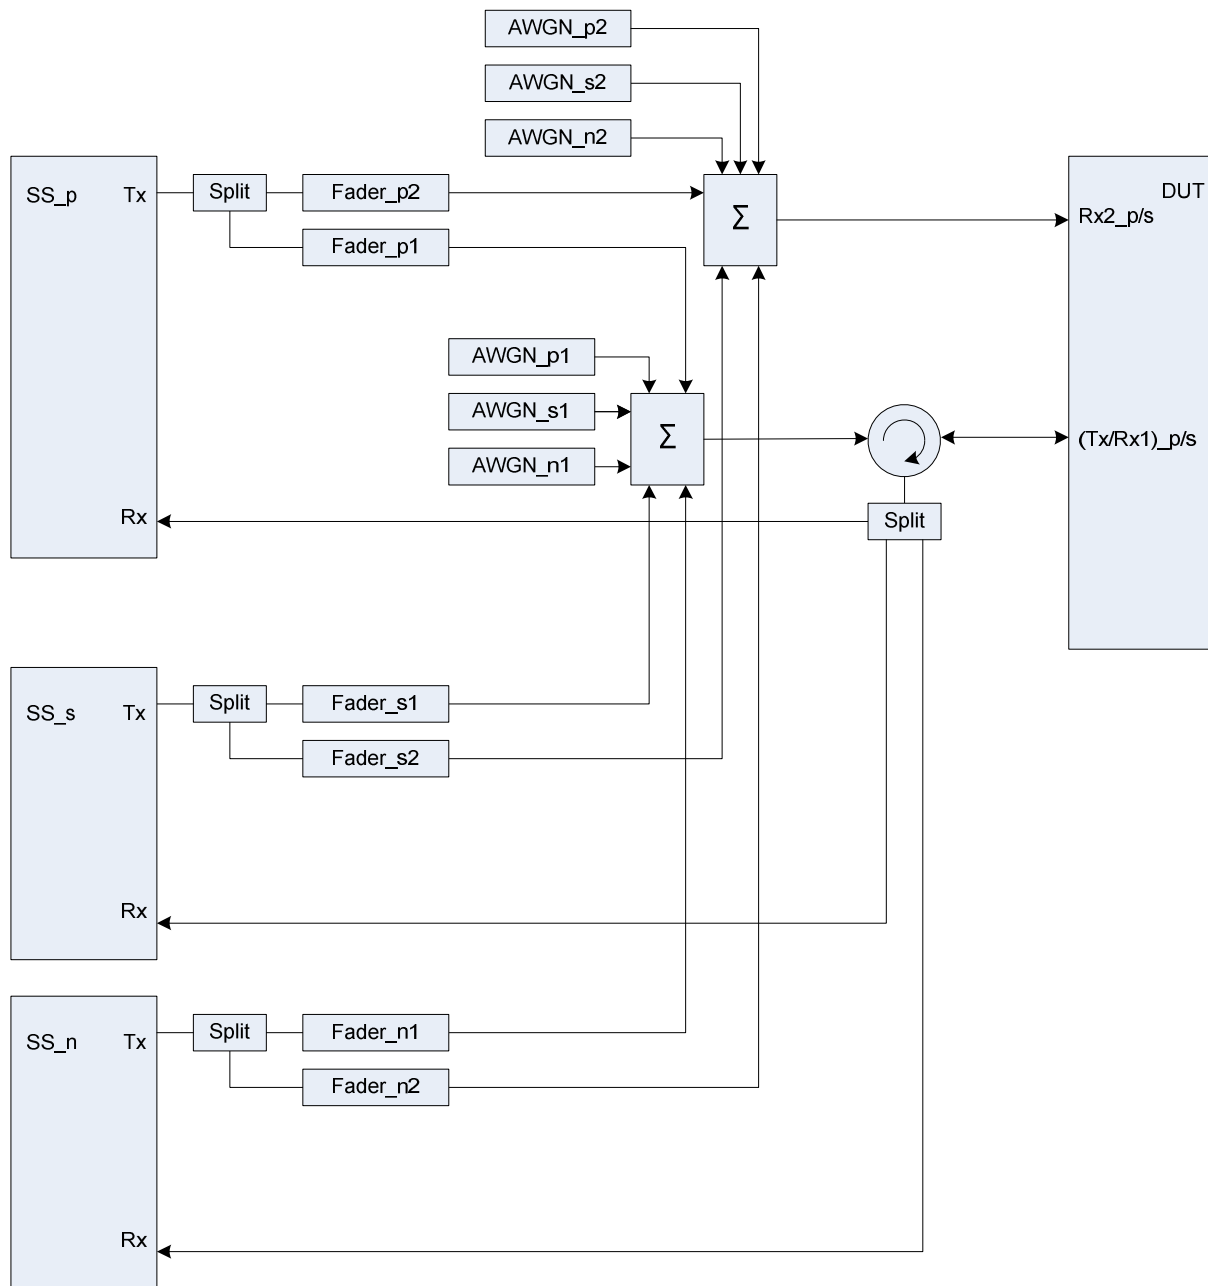 AWGN_p2
AWGN_s2
AWGN_n2
SS_p Tx
Split
Fader_p2
Fader_p1
Σ
DUT
Rx2_p/s
AWGN_p1
AWGN_s1
AWGN_n1
Σ
(Tx/Rx1)_p/s
Rx
Split
SS_s Tx
Split
Fader_s1
Fader_s2
Rx
SS_n Tx
Split
Fader_n1
Fader_n2
Rx